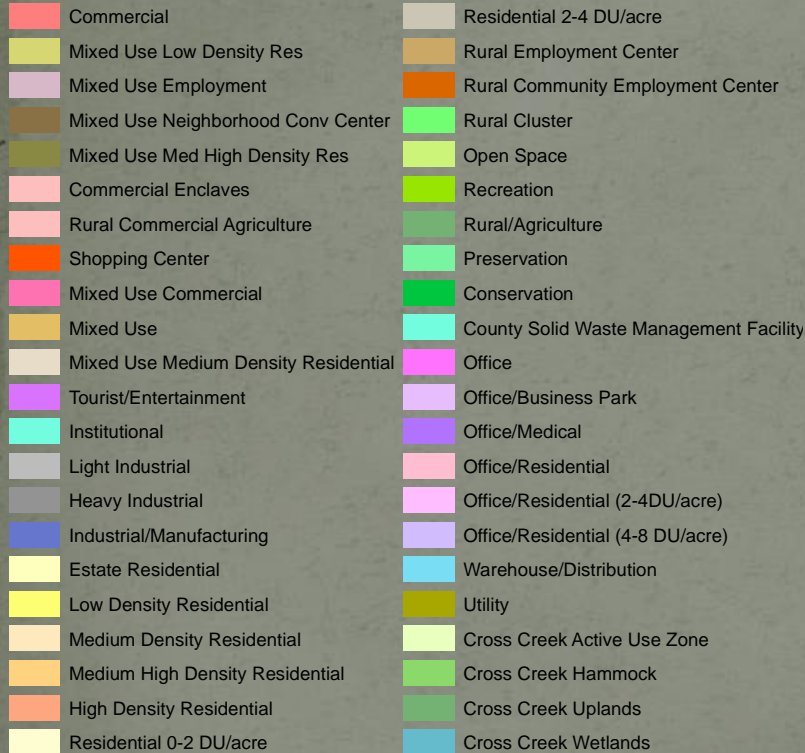 Commercial
Mixed Use Low Density Res
Mixed Use Employment
Mixed Use Neighborhood Conv Center
Mixed Use Med High Density Res
Commercial Enclaves
Rural Commercial Agriculture
Shopping Center
Mixed Use Commercial
Mixed Use
Mixed Use Medium Density Residential
Tourist/Entertainment
Institutional
Light Industrial
Heavy Industrial
Industrial/Manufacturing
Estate Residential
Low Density Residential
Medium Density Residential
Medium High Density Residential
High Density Residential
Residential 0-2 DU/acre
Residential 2-4 DU/acre
Rural Employment Center
Rural Community Employment Center
Rural Cluster
Open Space
Recreation
Rural/Agriculture
Preservation
Conservation
County Solid Waste Management Facility
Office
Office/Business Park
Office/Medical
Office/Residential
Office/Residential (2-4DU/acre)
Office/Residential (4-8 DU/acre)
Warehouse/Distribution
Utility
Cross Creek Active Use Zone
Cross Creek Hammock
Cross Creek Uplands
Cross Creek Wetlands